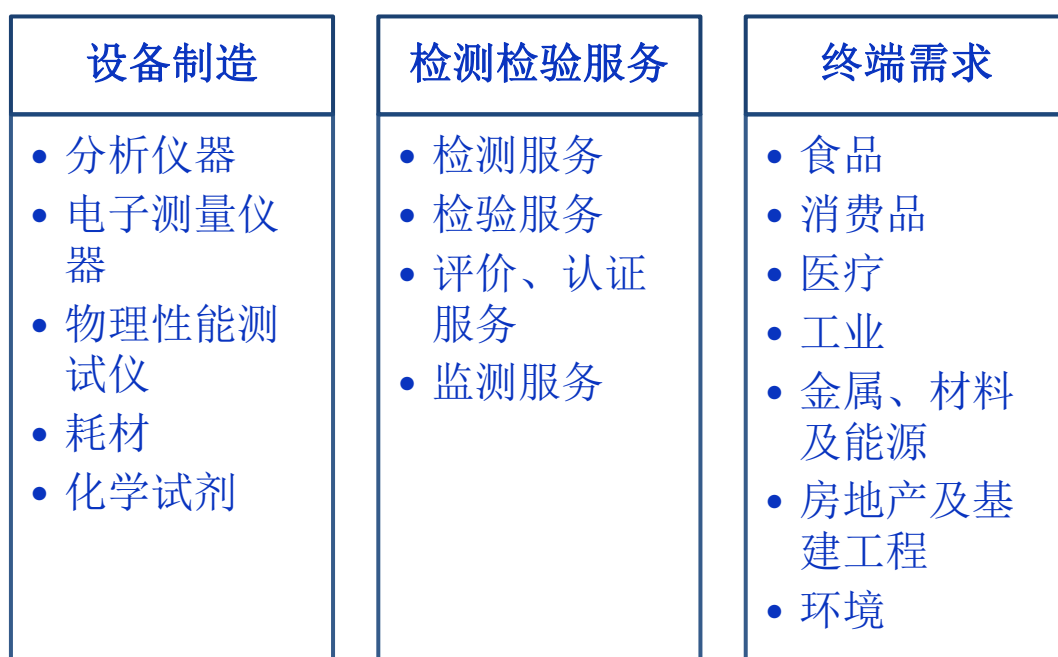 设备制造
• 分析仪器
• 电子测量仪
器
• 物理性能测
试仪
• 耗材
• 化学试剂
检测检验服务
• 检测服务
• 检验服务
• 评价、认证
服务
• 监测服务
终端需求
• 食品
• 消费品
• 医疗
• 工业
• 金属、材料
及能源
• 房地产及基
建工程
• 环境